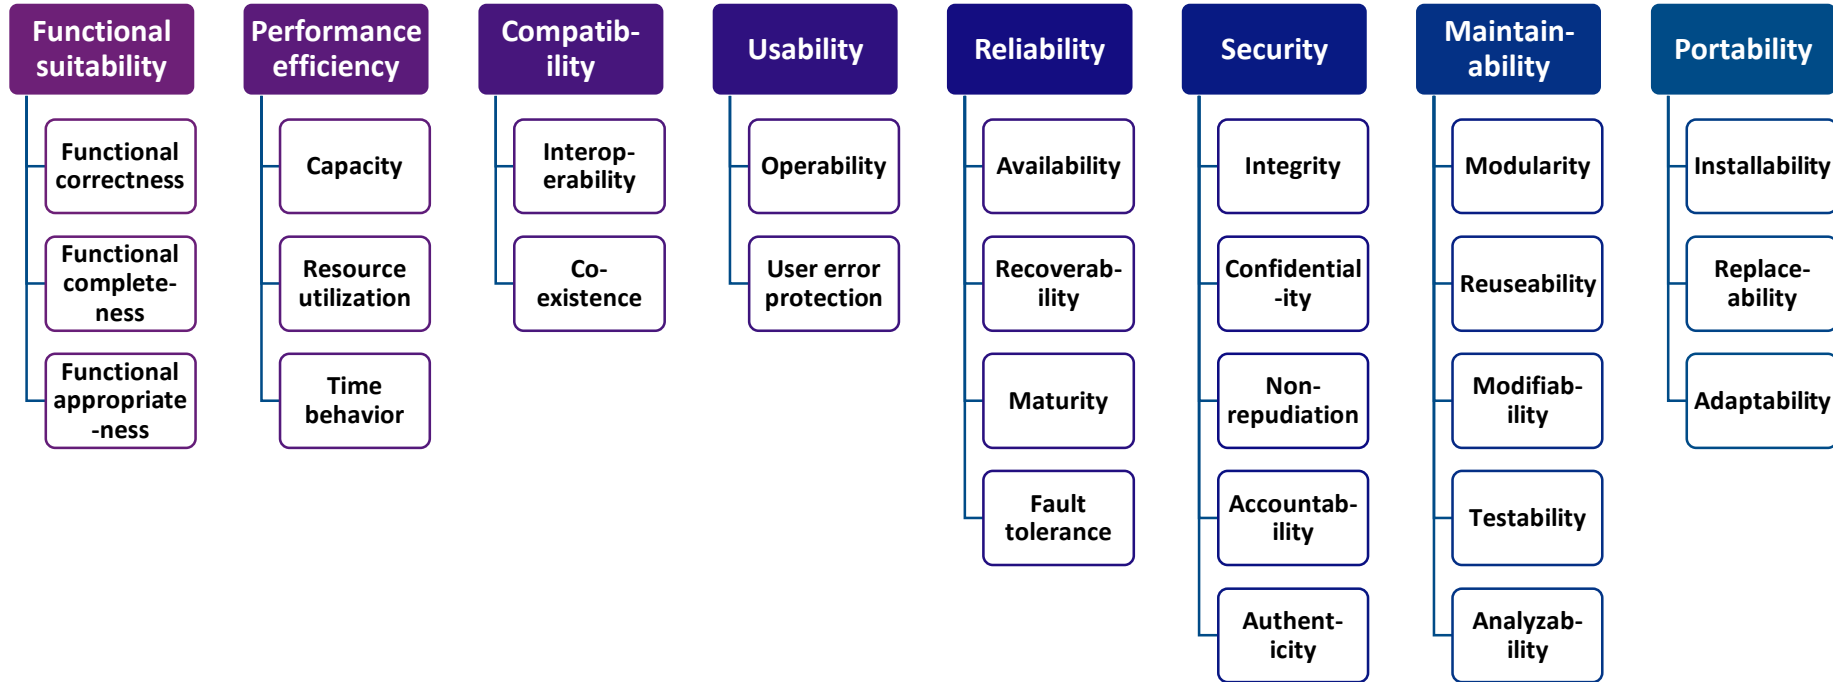 Functional
suitability
Functional
correctness
Functional
complete-
ness
Functional
appropriate
-ness
Performance
efficiency
Capacity
Resource
utilization
Time
behavior
Compatib-
ility
Interop-
erability
Co-
existence
Usability
Operability
User error
protection
Reliability
Availability
Recoverab-
ility
Maturity
Fault
tolerance
Security
Integrity
Confidential
-ity
Non-
repudiation
Accountab-
ility
Authent-
icity
Maintain-
ability
Modularity
Reuseability
Modifiab-
ility
Testability
Analyzab-
ility
Portability
Installability
Replace-
ability
Adaptability